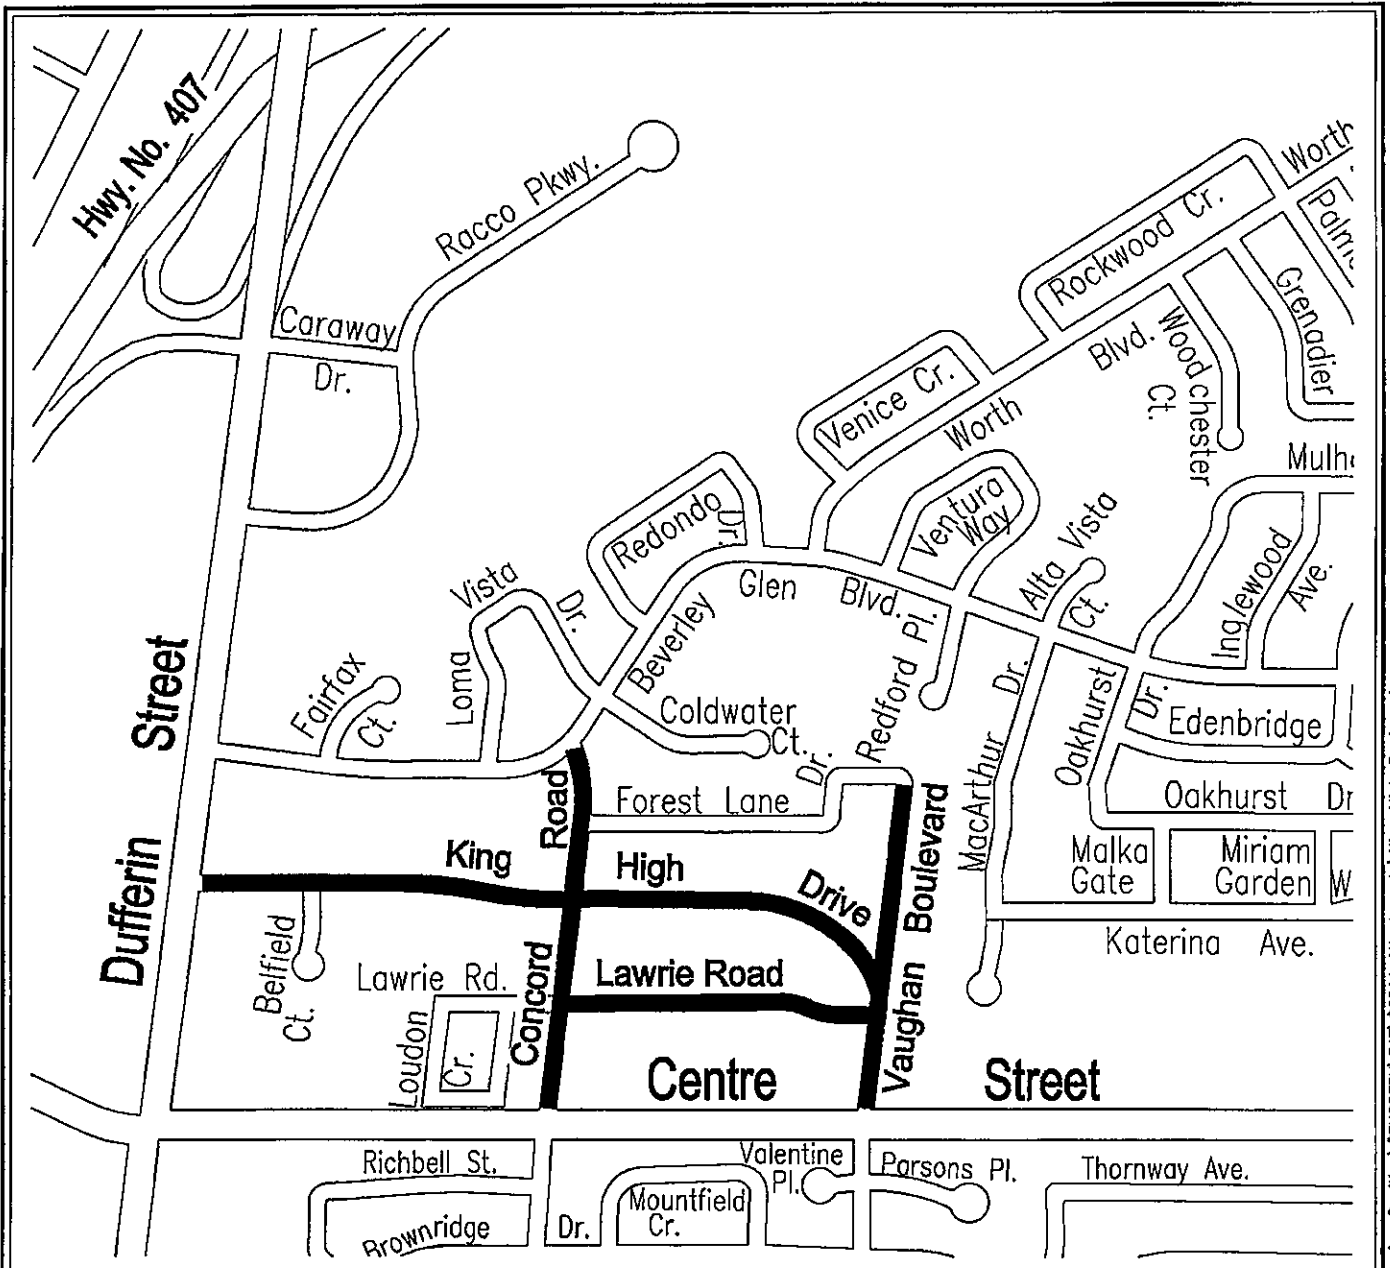 Hwy. No. 407
Racco Pkwy.
Caraway
Dr.
Worth
Rockwood Cr.
Grenadier
Blvd.
Woodchester
Ct.
Venice Cr.
Worth
Redondo
Dr.
Ventura
Way
Alta Vista
Ct.
Inglewood
Ave.
Vista
Dr.
Loma
Glen
Blvd.
Beverley
Redford Pl.
Fairfax
Ct.
Coldwater
Ct.
Dr.
MacArthur Dr.
Oakhurst
Dr.
Edenbridge
Oakhurst Dr
Dufferin Street
Forest Lane
Road
Concord
King High Drive
Vaughan Boulevard
Malka
Gate
Miriam
Garden
W
Katerina Ave.
Belfield
Ct.
Lawrie Rd.
Lawrie Road
Loudon
Cr.
Centre Street
Richbell St.
Valentine
Pl.
Parsons Pl.
Thornway Ave.
Mountfield
Cr.
Brownridge Dr.